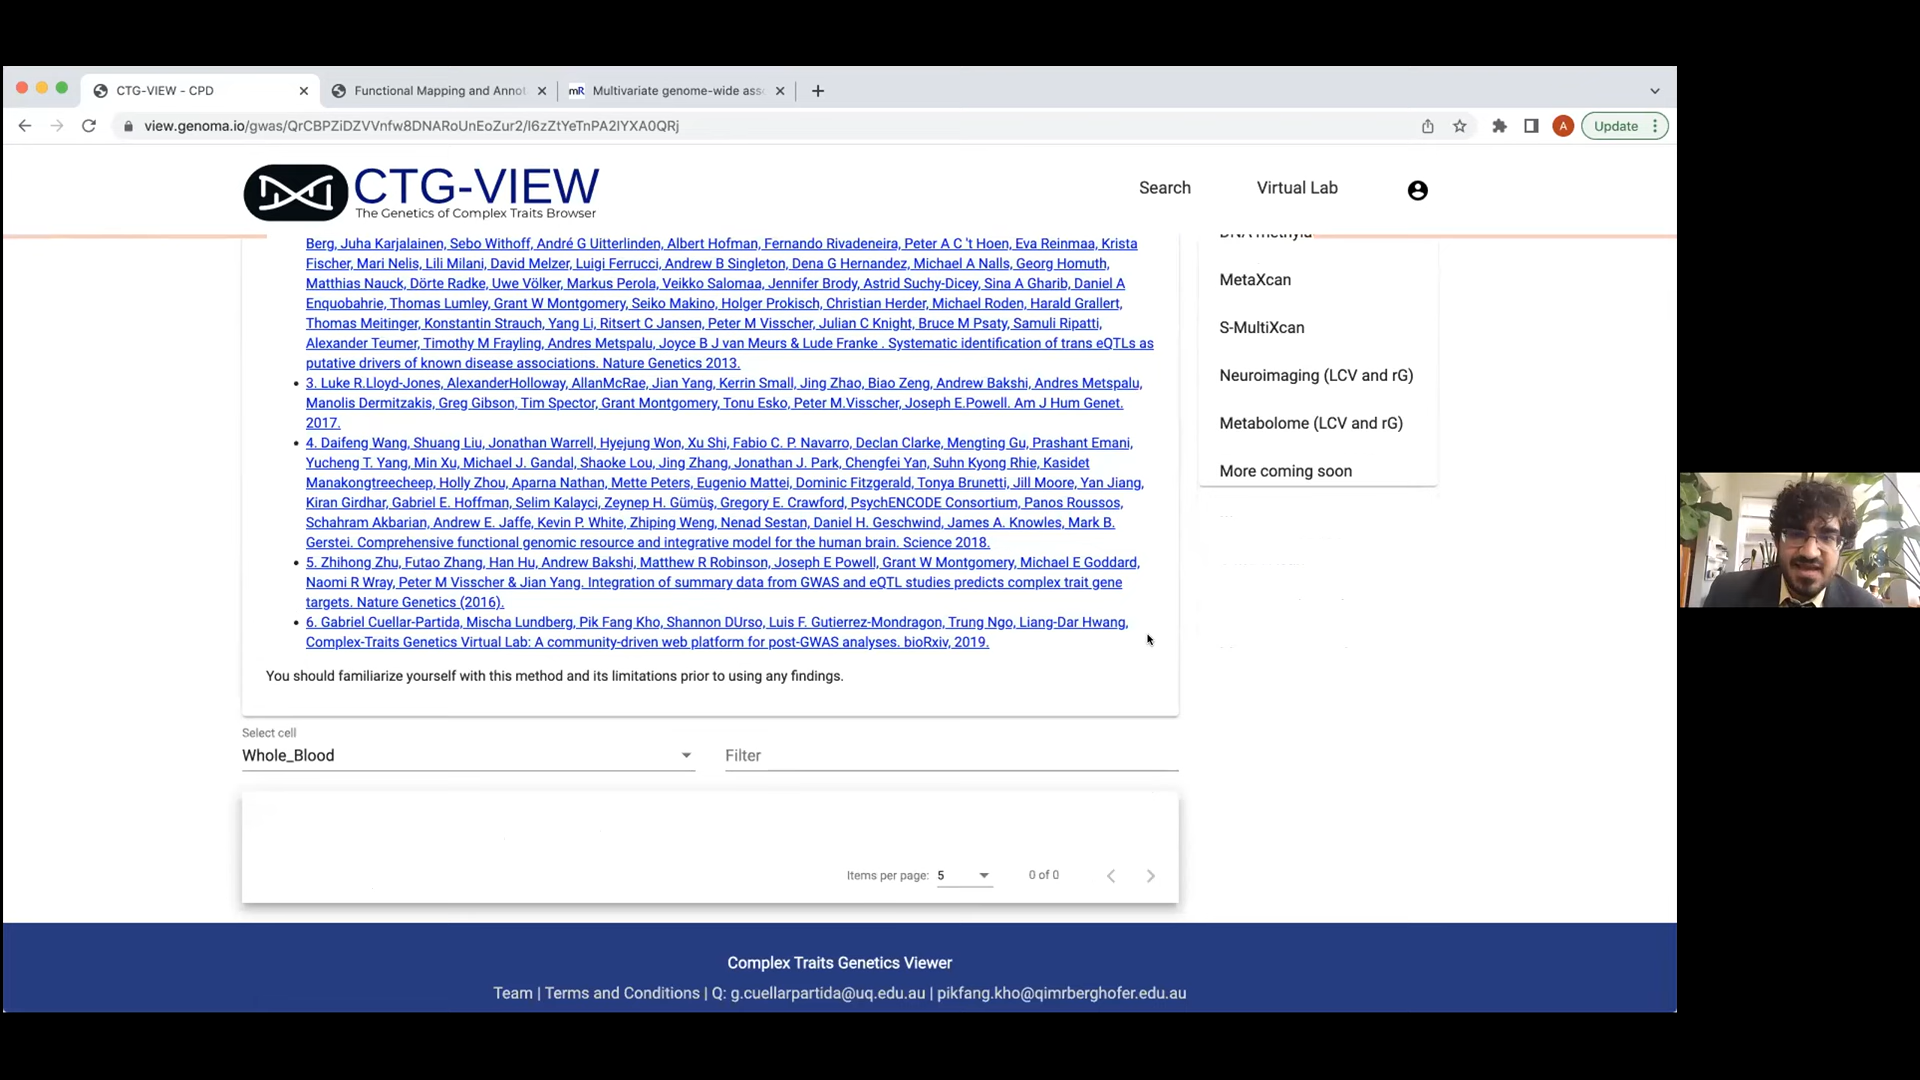 CTG-VIEW - CPD
Functional Mapping and Annot
mR Multivariate genome-wide ass
view.genoma.io/gwas/QrCBPZiDZVVnfw8DNARoUnEoZur2/I6zZtYeTnPA2IYXA0QRj
A
Update
CTG-VIEW
The Genetics of Complex Traits Browser
Search
Virtual Lab
Berg, Juha Karjalainen, Sebo Withoff, André G Uitterlinden, Albert Hofman, Fernando Rivadeneira, Peter A C 't Hoen, Eva Reinmaa, Krista
Fischer, Mari Nelis, Lili Milani, David Melzer, Luigi Ferrucci, Andrew B Singleton, Dena G Hernandez, Michael A Nalls, Georg Homuth,
Matthias Nauck, Dörte Radke, Uwe Völker, Markus Perola, Veikko Salomaa, Jennifer Brody, Astrid Suchy-Dicey, Sina A Gharib, Daniel A
Enquobahrie, Thomas Lumley, Grant W Montgomery, Seiko Makino, Holger Prokisch, Christian Herder, Michael Roden, Harald Grallert,
Thomas Meitinger, Konstantin Strauch, Yang Li, Ritsert C Jansen, Peter M Visscher, Julian C Knight, Bruce M Psaty, Samuli Ripatti,
Alexander Teumer, Timothy M Frayling, Andres Metspalu, Joyce B J van Meurs & Lude Franke . Systematic identification of trans eQTLs as
putative drivers of known disease associations. Nature Genetics 2013.
3. Luke R.Lloyd-Jones, AlexanderHolloway, AllanMcRae, Jian Yang, Kerrin Small, Jing Zhao, Biao Zeng, Andrew Bakshi, Andres Metspalu,
Manolis Dermitzakis, Greg Gibson, Tim Spector, Grant Montgomery, Tonu Esko, Peter M.Visscher, Joseph E.Powell. Am J Hum Genet.
2017.
4. Daifeng Wang, Shuang Liu, Jonathan Warrell, Hyejung Won, Xu Shi, Fabio C. P. Navarro, Declan Clarke, Mengting Gu, Prashant Emani,
Yucheng T. Yang, Min Xu, Michael J. Gandal, Shaoke Lou, Jing Zhang, Jonathan J. Park, Chengfei Yan, Suhn Kyong Rhie, Kasidet
Manakongtreecheep, Holly Zhou, Aparna Nathan, Mette Peters, Eugenio Mattei, Dominic Fitzgerald, Tonya Brunetti, Jill Moore, Yan Jiang,
Kiran Girdhar, Gabriel E. Hoffman, Selim Kalayci, Zeynep H. Gümüş, Gregory E. Crawford, PsychENCODE Consortium, Panos Roussos,
Schahram Akbarian, Andrew E. Jaffe, Kevin P. White, Zhiping Weng, Nenad Sestan, Daniel H. Geschwind, James A. Knowles, Mark B.
Gerstei. Comprehensive functional genomic resource and integrative model for the human brain. Science 2018.
5. Zhihong Zhu, Futao Zhang, Han Hu, Andrew Bakshi, Matthew R Robinson, Joseph E Powell, Grant W Montgomery, Michael E Goddard,
Naomi R Wray, Peter M Visscher & Jian Yang. Integration of summary data from GWAS and eQTL studies predicts complex trait gene
targets. Nature Genetics (2016).
6. Gabriel Cuellar-Partida, Mischa Lundberg, Pik Fang Kho, Shannon DUrso, Luis F. Gutierrez-Mondragon, Trung Ngo, Liang-Dar Hwang,
Complex-Traits Genetics Virtual Lab: A community-driven web platform for post-GWAS analyses. bioRxiv, 2019.
You should familiarize yourself with this method and its limitations prior to using any findings.
MetaXcan
S-MultiXcan
Neuroimaging (LCV and rG)
Metabolome (LCV and rG)
More coming soon
Select cell
Whole_Blood
Filter
Items per page: 5
0 of 0
Complex Traits Genetics Viewer
Team | Terms and Conditions | Q: g.cuellarpartida@uq.edu.au | pikfang.kho@qimrberghofer.edu.au